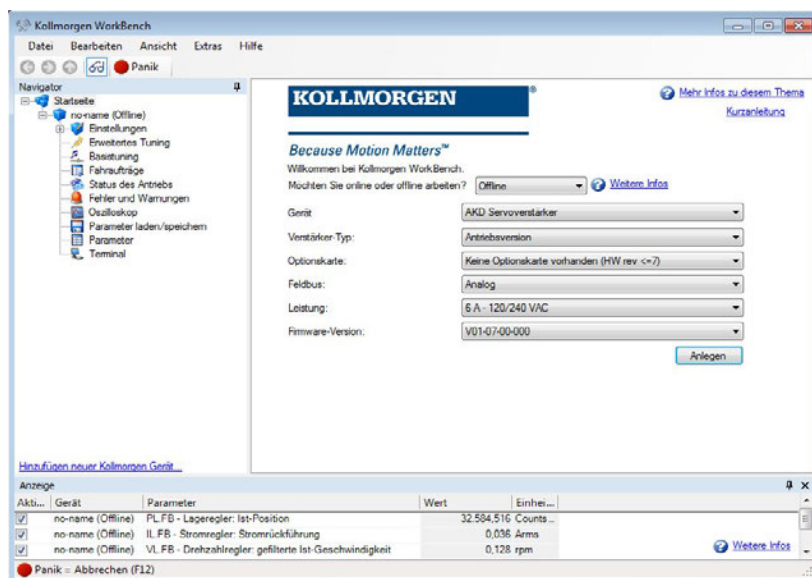 Kollmorgen WorkBench
Datei Bearbeiten Ansicht Extras Hilfe
Panik
Navigator
Startseite
no-name (Offline)
Einstellungen
Erweitertes Tuning
Basistuning
Fahraufträge
Status des Antriebs
Fehler und Warnungen
Oszilloskop
Parameter laden/speichern
Parameter
Terminal
Hinzufügen neuer Kollmorgen Gerät...
KOLLMORGEN®
Because Motion Matters™
Mehr Infos zu diesem Thema
Kurzanleitung
Willkommen bei Kollmorgen WorkBench.
Möchten Sie online oder offline arbeiten? Offline Weitere Infos
Gerät AKD Servoverstärker
Verstärker-Typ: Antriebsversion
Optionskarte: Keine Optionskarte vorhanden (HW rev <=7)
Feldbus: Analog
Leistung: 6 A - 120/240 VAC
Firmware-Version: V01-07-00-000
Anlegen
Anzeige
Akti... Gerät Parameter Wert Einhei...
no-name (Offline) PL.FB - Lageregler: Ist-Position 32.584,516 Counts...
no-name (Offline) IL.FB - Stromregler: Stromrückführung 0,036 Arms
no-name (Offline) VL.FB - Drehzahlregler: gefilterte Ist-Geschwindigkeit 0,128 rpm
Weitere Infos
Panik = Abbrechen (F12)